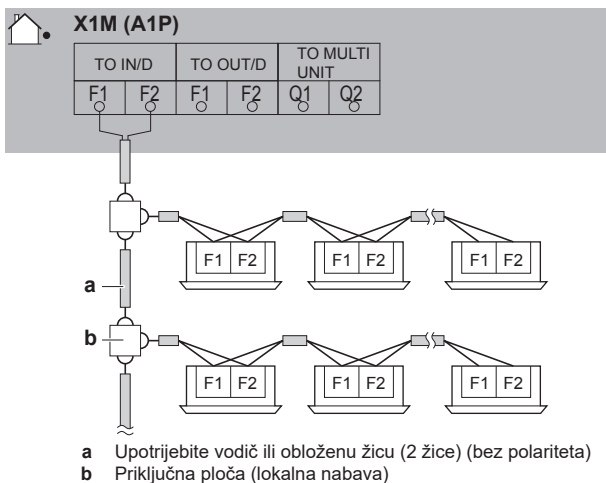 X1M (A1P)
TO IN/D TO OUT/D TO MULTI UNIT
F1 F2 F1 F2 Q1 Q2
F1 F2 F1 F2 F1 F2
a
b
F1 F2 F1 F2 F1 F2
a Upotrijebite vodič ili obloženu žicu (2 žice) (bez polariteta)
b Priključna ploča (lokalna nabava)